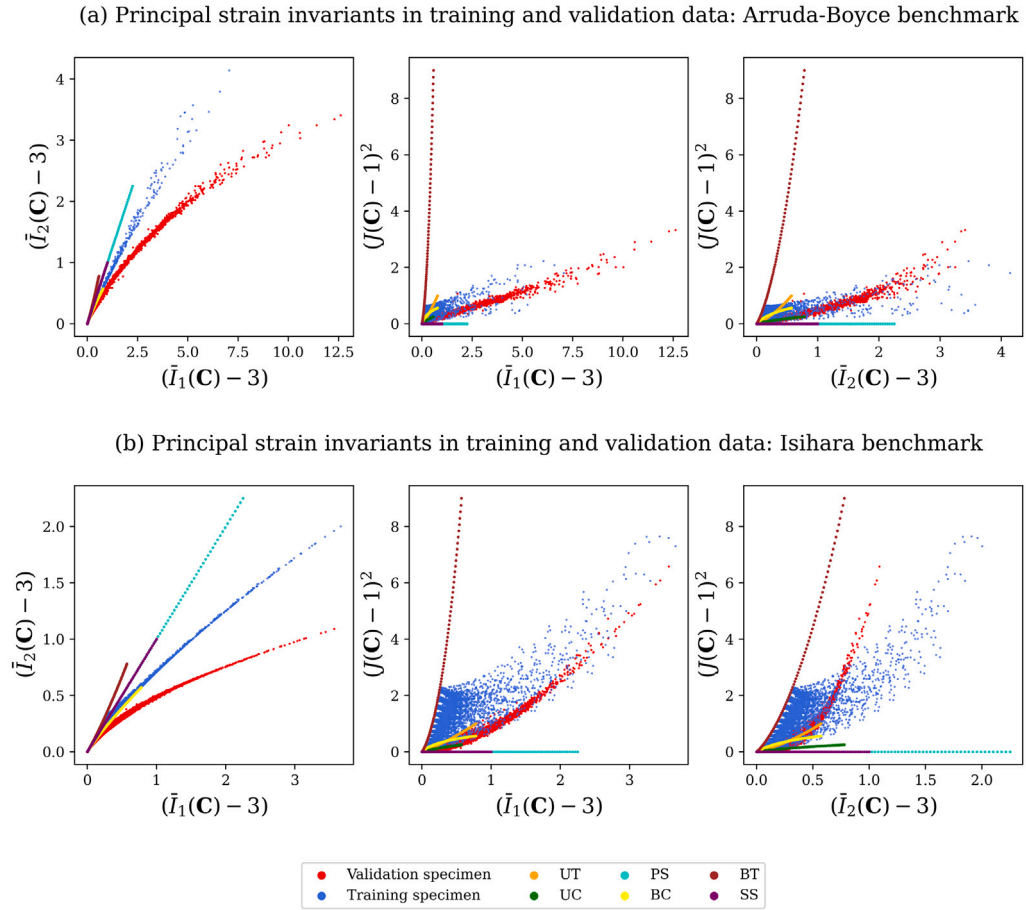 (a) Principal strain invariants in training and validation data: Arruda-Boyce benchmark
4
3
2
1
0
(Ī₂(C) − 3)
0.0 2.5 5.0 7.5 10.0 12.5
(Ī₁(C) − 3)
8
6
4
2
0
(J(C) − 1)²
0.0 2.5 5.0 7.5 10.0 12.5
(Ī₁(C) − 3)
8
6
4
2
0
(J(C) − 1)²
0 1 2 3 4
(Ī₂(C) − 3)
(b) Principal strain invariants in training and validation data: Isihara benchmark
2.0
1.5
1.0
0.5
0.0
(Ī₂(C) − 3)
0 1 2 3
(Ī₁(C) − 3)
8
6
4
2
0
(J(C) − 1)²
0 1 2 3
(Ī₁(C) − 3)
8
6
4
2
0
(J(C) − 1)²
0.0 0.5 1.0 1.5 2.0
(Ī₂(C) − 3)
Validation specimen UT PS BT
Training specimen UC BC SS